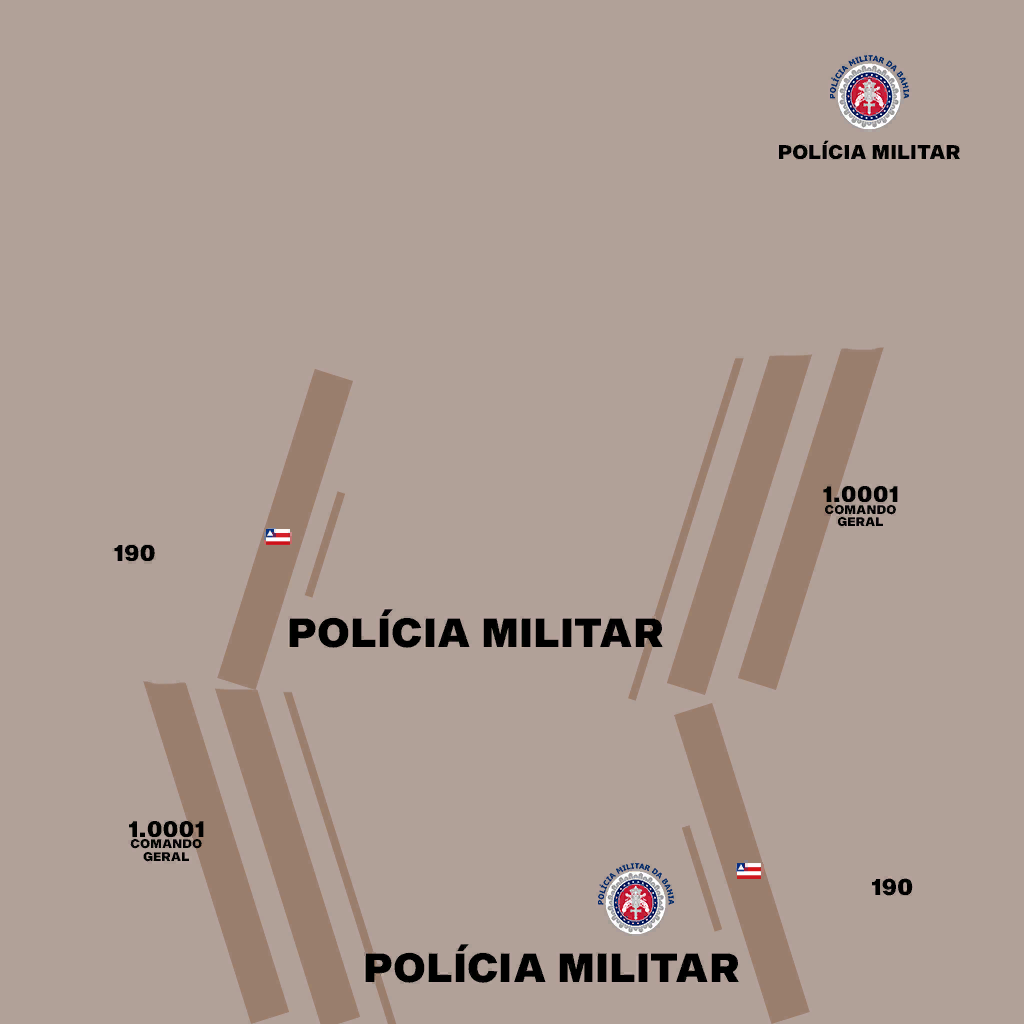 POLÍCIA MILITAR DA BAHIA
POLÍCIA MILITAR
1.0001
COMANDO
GERAL
190
POLÍCIA MILITAR
1.0001
COMANDO
GERAL
POLÍCIA MILITAR DA BAHIA
190
POLÍCIA MILITAR